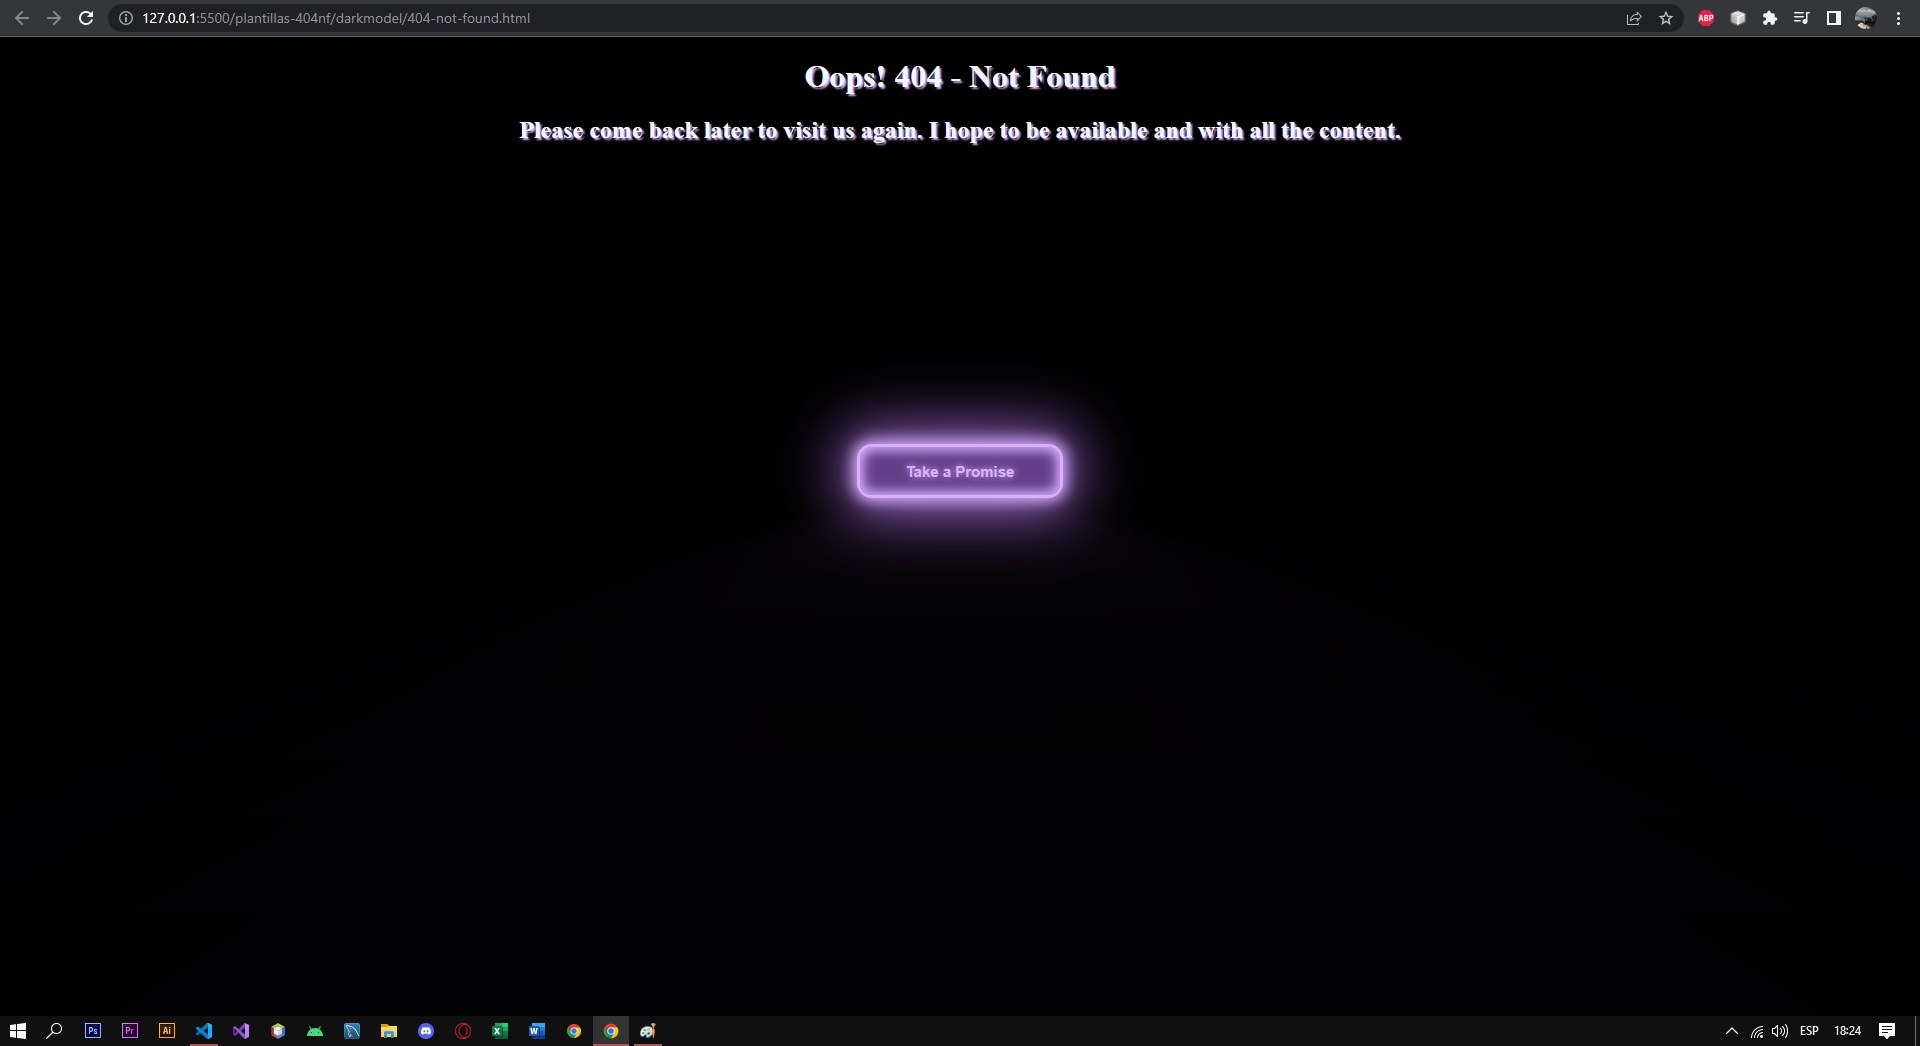 127.0.0.1:5500/plantillas-404nf/darkmodel/404-not-found.html
ABP
Oops! 404 - Not Found
Please come back later to visit us again. I hope to be available and with all the content.
Take a Promise
Ps
Pr
Ai
X
W
ESP
18:24